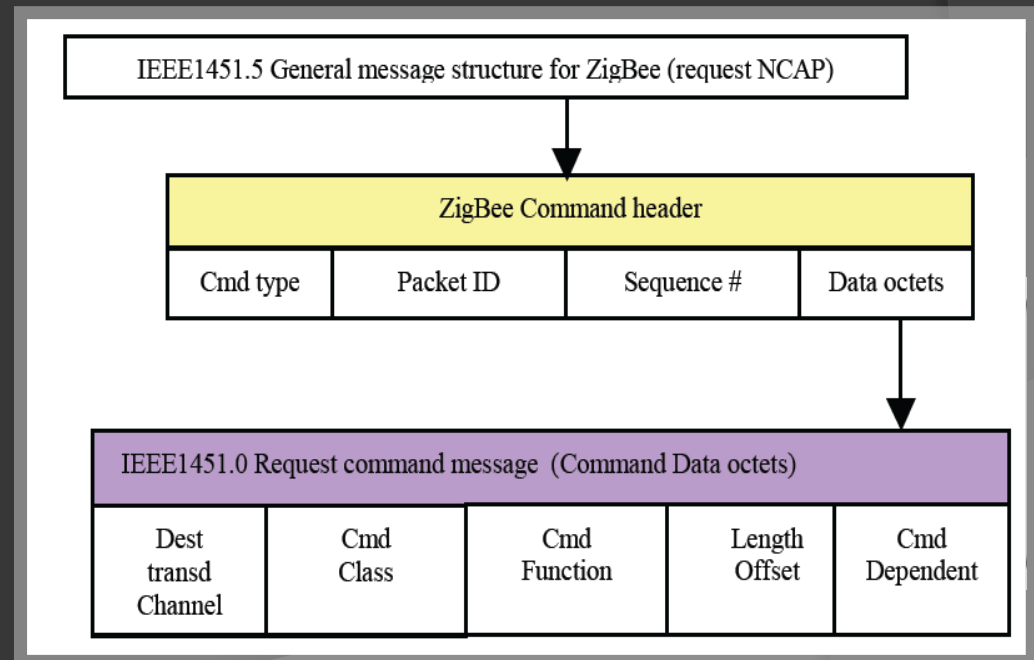 IEEE1451.5 General message structure for ZigBee (request NCAP)
ZigBee Command header
Cmd type
Packet ID
Sequence #
Data octets
IEEE1451.0 Request command message (Command Data octets)
Dest
transd
Channel
Cmd
Class
Cmd
Function
Length
Offset
Cmd
Dependent